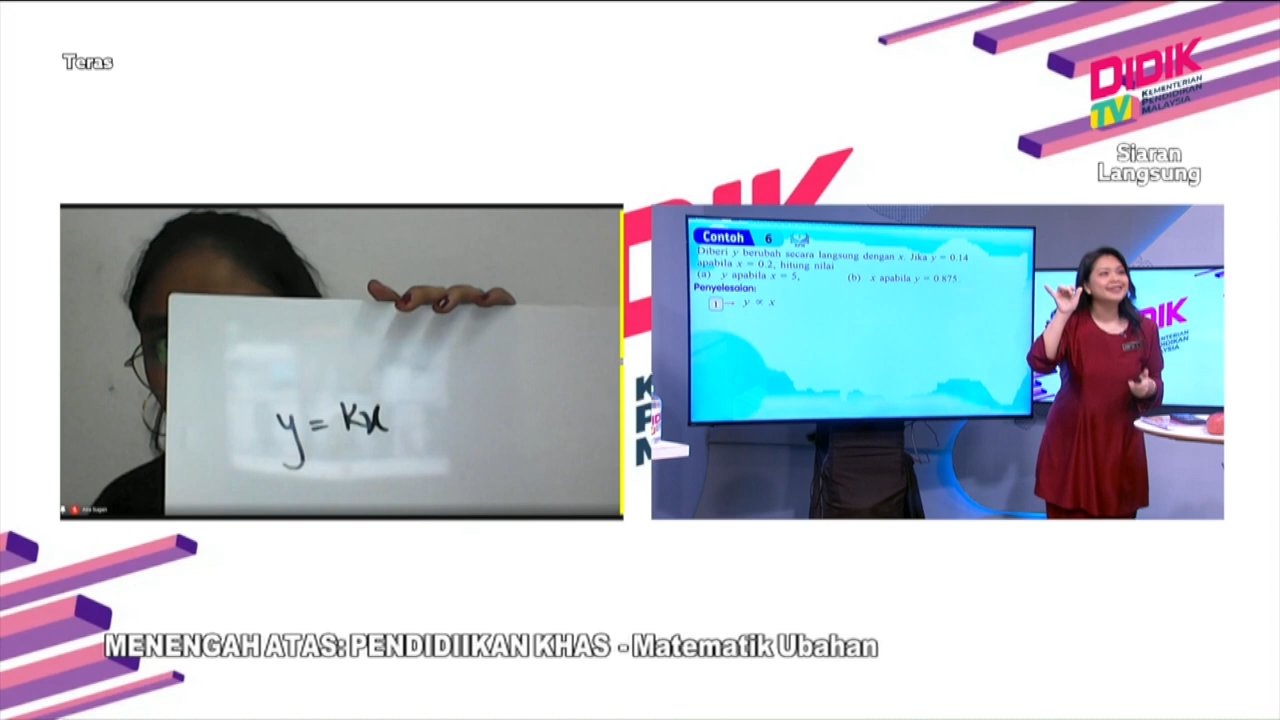 Teras
DIDIK
TV
KEMENTERIAN
PENDIDIKAN
MALAYSIA
Siaran
Langsung
Contoh 6
Diberi y berubah secara langsung dengan x. Jika y = 0.14
apabila x = 0.2, hitung nilai
(a) y apabila x = 5, (b) x apabila y = 0.875.
Penyelesaian:
1 → y ∝ x
y = kx
MENENGAH ATAS: PENDIDIIKAN KHAS - Matematik Ubahan